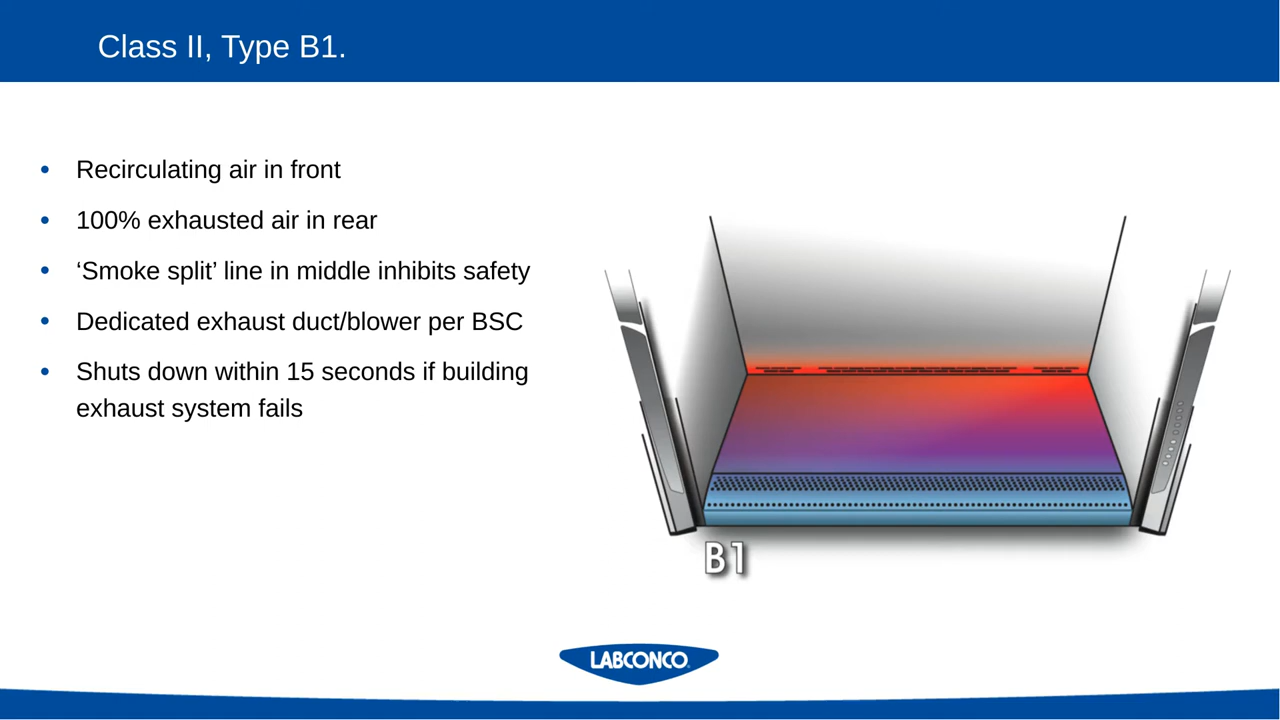 Class II, Type B1.
• Recirculating air in front
• 100% exhausted air in rear
• ‘Smoke split’ line in middle inhibits safety
• Dedicated exhaust duct/blower per BSC
• Shuts down within 15 seconds if building
exhaust system fails
B1
LABCONCO